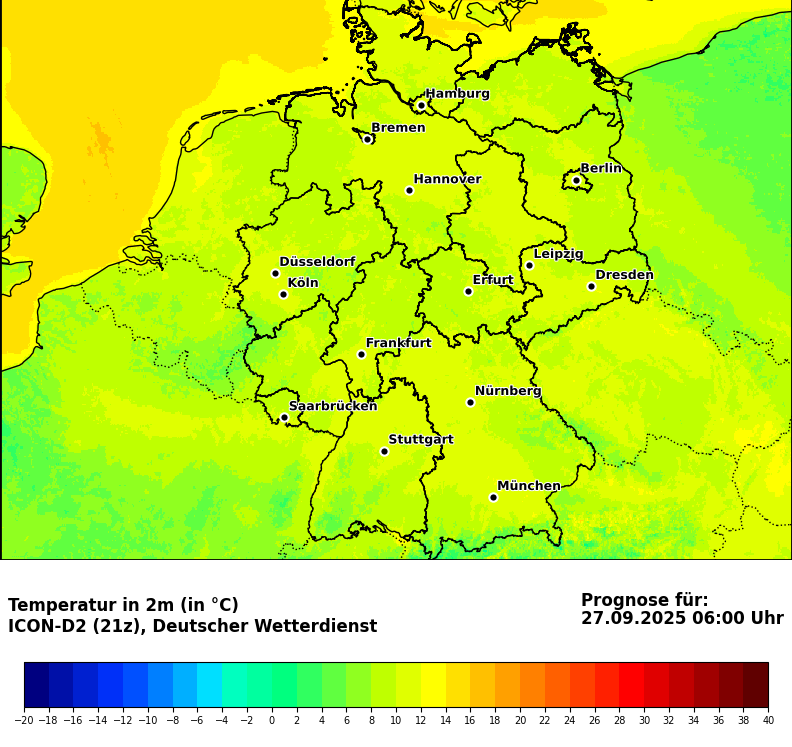 Hamburg
Bremen
Berlin
Hannover
Leipzig
Düsseldorf
Dresden
Köln
Erfurt
Frankfurt
Nürnberg
Saarbrücken
Stuttgart
München
Temperatur in 2m (in °C)
ICON-D2 (21z), Deutscher Wetterdienst
Prognose für:
27.09.2025 06:00 Uhr
−20 −18 −16 −14 −12 −10 −8 −6 −4 −2 0 2 4 6 8 10 12 14 16 18 20 22 24 26 28 30 32 34 36 38 40